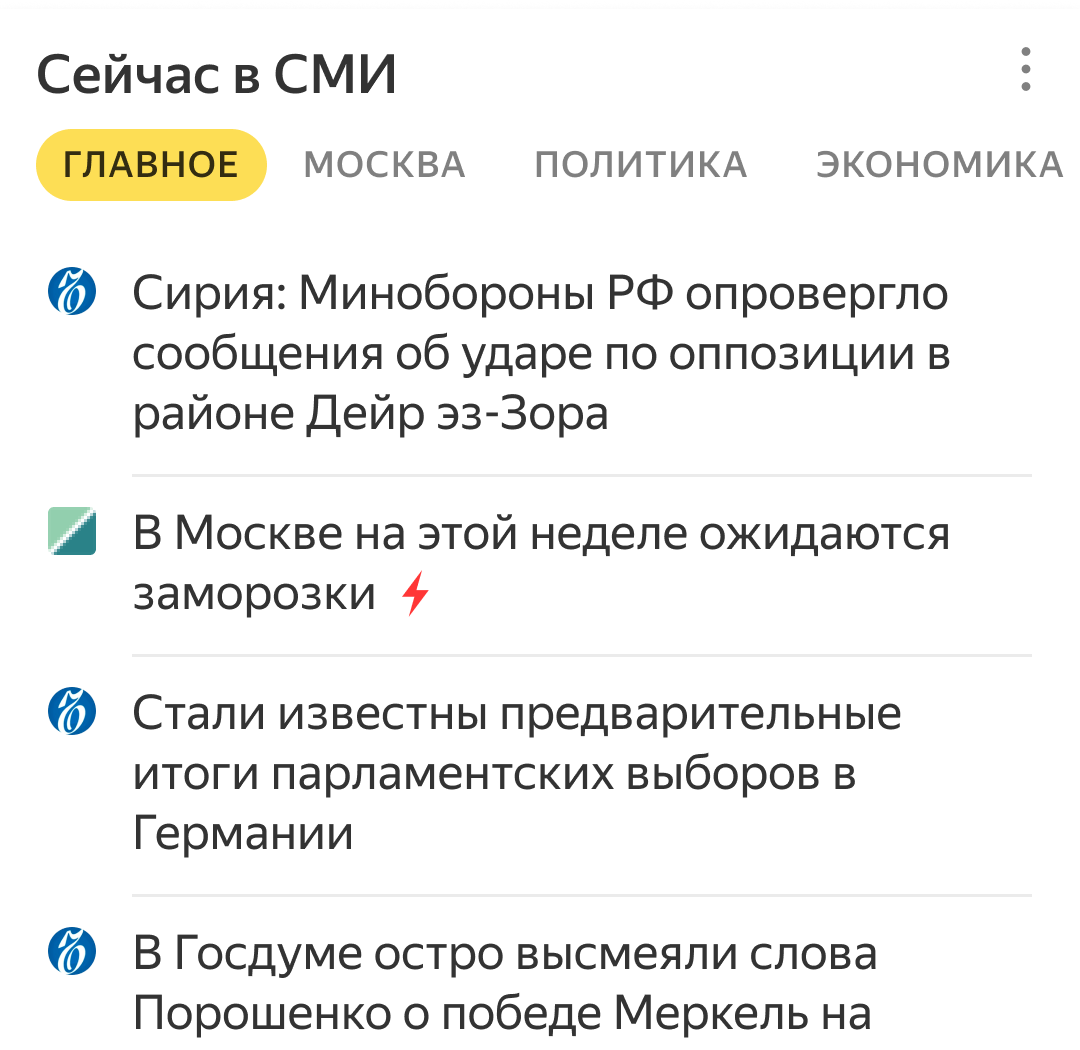 Сейчас в СМИ
ГЛАВНОЕ МОСКВА ПОЛИТИКА ЭКОНОМИКА
Сирия: Минобороны РФ опровергло
сообщения об ударе по оппозиции в
районе Дейр эз-Зора
В Москве на этой неделе ожидаются
заморозки
Стали известны предварительные
итоги парламентских выборов в
Германии
В Госдуме остро высмеяли слова
Порошенко о победе Меркель на